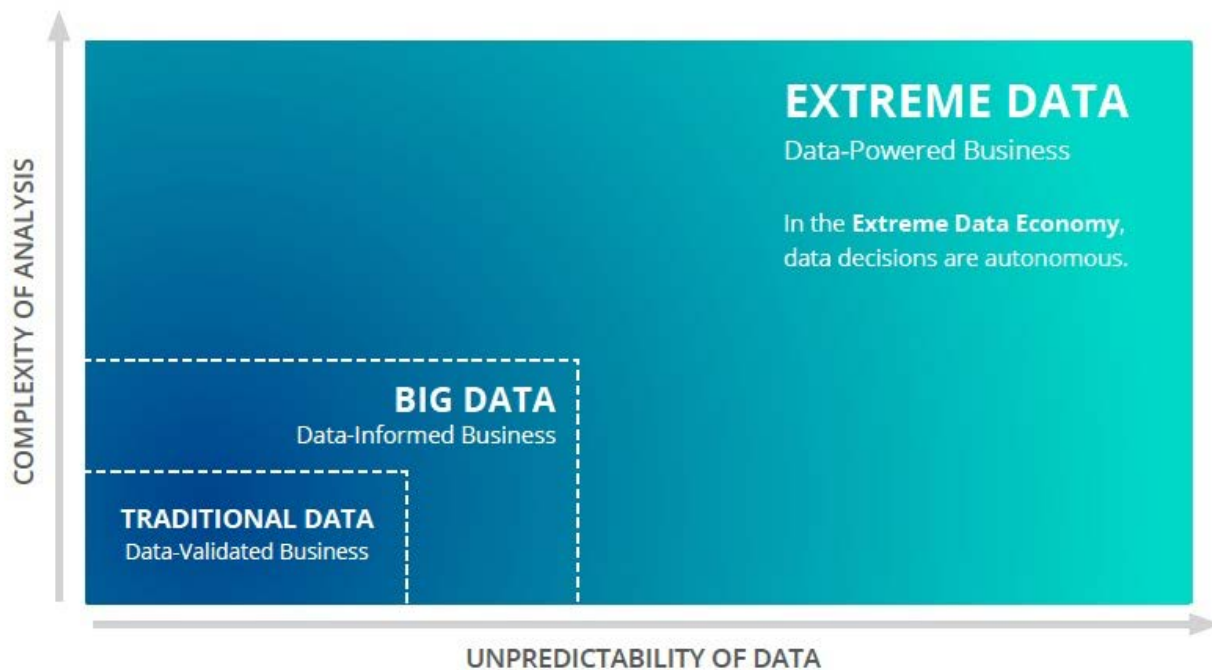 EXTREME DATA
Data-Powered Business
In the Extreme Data Economy,
data decisions are autonomous.
COMPLEXITY OF ANALYSIS
BIG DATA
Data-Informed Business
TRADITIONAL DATA
Data-Validated Business
UNPREDICTABILITY OF DATA